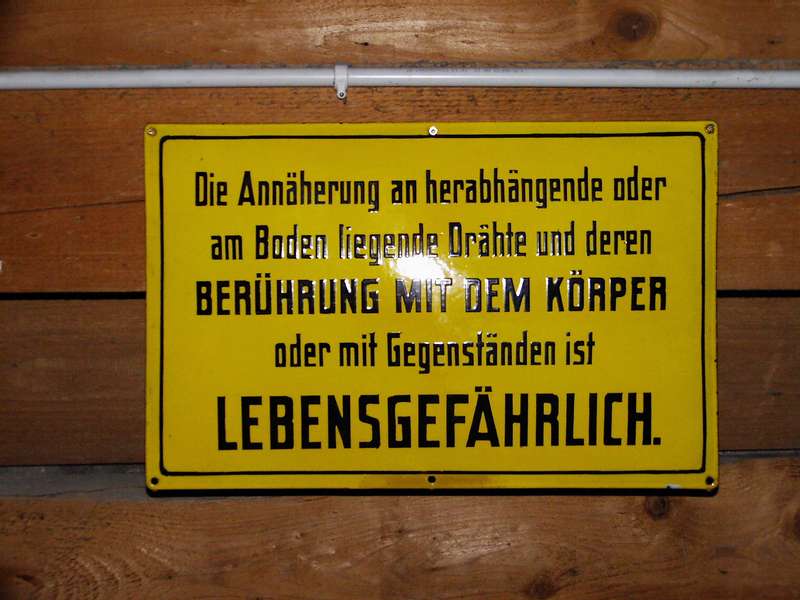 Die Annäherung an herabhängende oder
am Boden liegende Drähte und deren
BERÜHRUNG MIT DEM KÖRPER
oder mit Gegenständen ist
LEBENSGEFÄHRLICH.